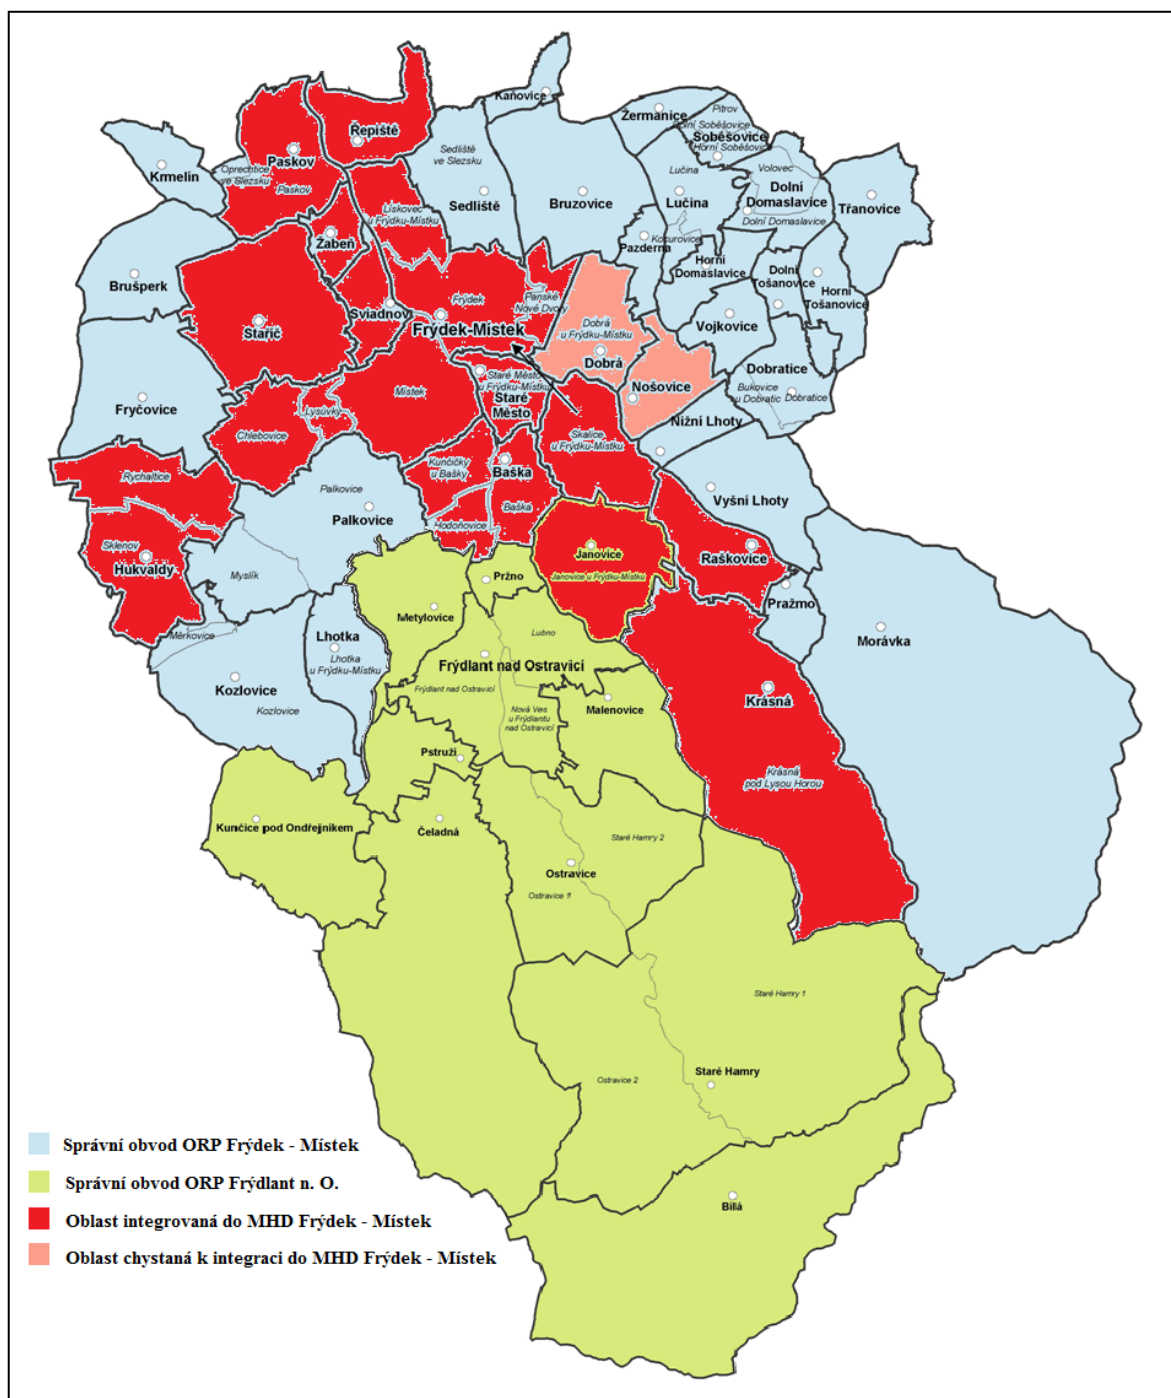 Kaňovice
Žermanice
Pitrov
Dolní Soběšovice
Soběšovice
Horní Soběšovice
Řepiště
Sedliště
ve Slezsku
Paskov
Krmelín
Oprechtice
ve Slezsku
Paskov
Lučina
Volovec
Dolní
Domaslavice
Dolní Domaslavice
Třanovice
Lískovec
u Frýdku-Místku
Sedliště
Bruzovice
Lučina
Žabeň
Pazderna
Kocurovice
Horní
Domaslavice
Dolní
Tošanovice
Horní
Tošanovice
Brušperk
Sviadnov
Frýdek
Panské
Nové Dvory
Staříč
Frýdek-Místek
Dobrá
u Frýdku-Místku
Dobrá
Vojkovice
Dobratice
Bukovice
u Dobratic
Dobratice
Fryčovice
Lysůvky
Místek
Staré Město
u Frýdku-Místku
Staré
Město
Nošovice
Nižní Lhoty
Chlebovice
Skalice
u Frýdku-Místku
Rychaltice
Kunčičky
u Bašky
Baška
Palkovice
Baška
Vyšní Lhoty
Palkovice
Hodoňovice
Sklenov
Hukvaldy
Janovice
Raškovice
Myslík
Pržno
Janovice u Frýdku-Místku
Pražmo
Metylovice
Měrkovice
Lhotka
Lubno
Morávka
Lhotka
u Frýdku-Místku
Frýdlant nad Ostravicí
Kozlovice
Frýdlant nad Ostravicí
Kozlovice
Nová Ves
u Frýdlantu
nad Ostravicí
Malenovice
Krásná
Pstruží
Krásná
pod Lysou Horou
Kunčice pod Ondřejníkem
Čeladná
Staré Hamry 2
Ostravice
Ostravice 1
Staré Hamry 1
Ostravice 2
Staré Hamry
Bílá
Správní obvod ORP Frýdek - Místek
Správní obvod ORP Frýdlant n. O.
Oblast integrovaná do MHD Frýdek - Místek
Oblast chystaná k integraci do MHD Frýdek - Místek